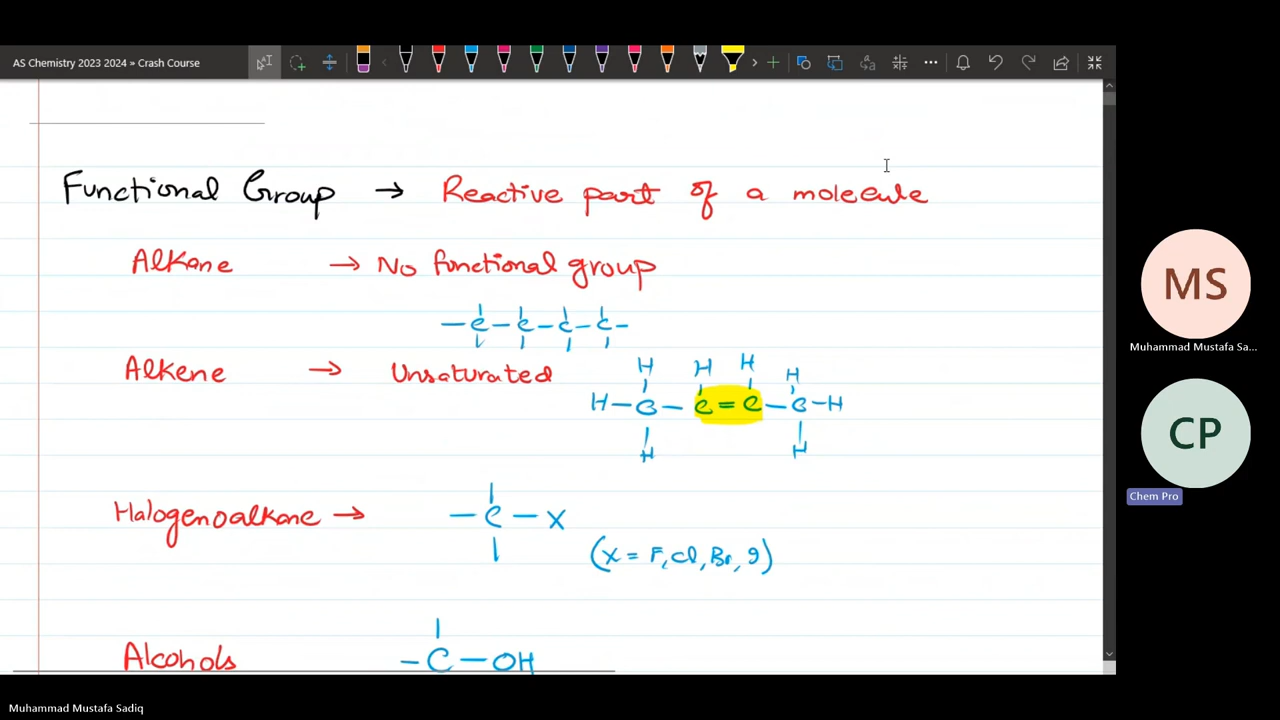 AS Chemistry 2023 2024 » Crash Course
Functional Group → Reactive part of a molecule
Alkane → No functional group
– C – C – C – C –
Alkene → Unsaturated
H H H H
H – C – C = C – C – H
H H
Halogenoalkane → – C – X
(X = F, Cl, Br, I)
Alcohols – C – OH
MS
Muhammad Mustafa Sa...
CP
Chem Pro
Muhammad Mustafa Sadiq